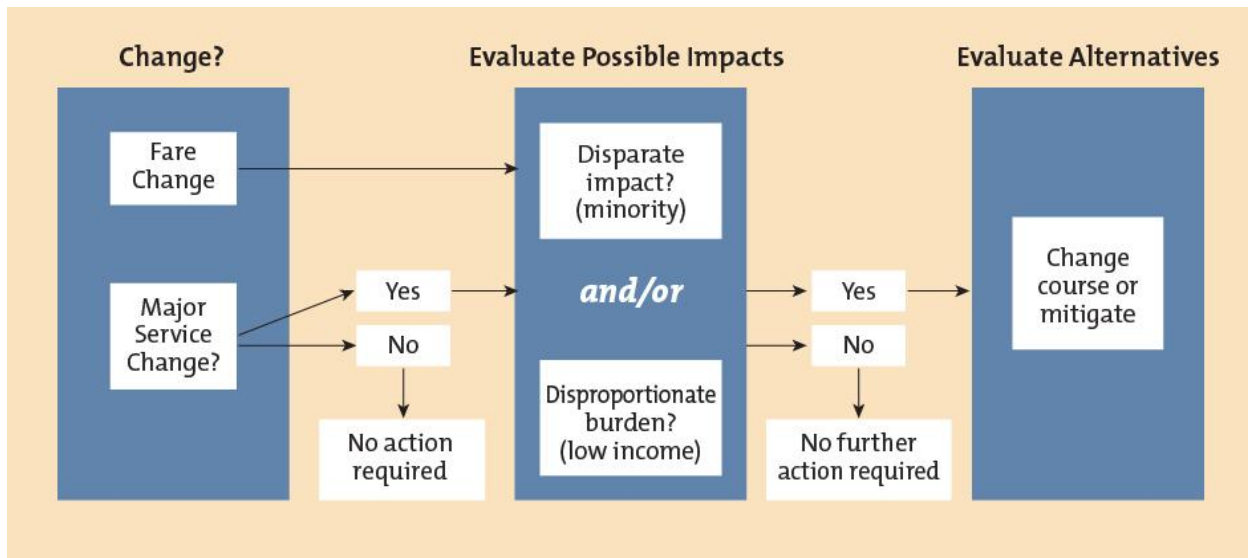 Change?
Fare
Change
Major
Service
Change?
Yes
No
No action
required
Evaluate Possible Impacts
Disparate
impact?
(minority)
and/or
Disproportionate
burden?
(low income)
Yes
No
No further
action required
Evaluate Alternatives
Change
course or
mitigate